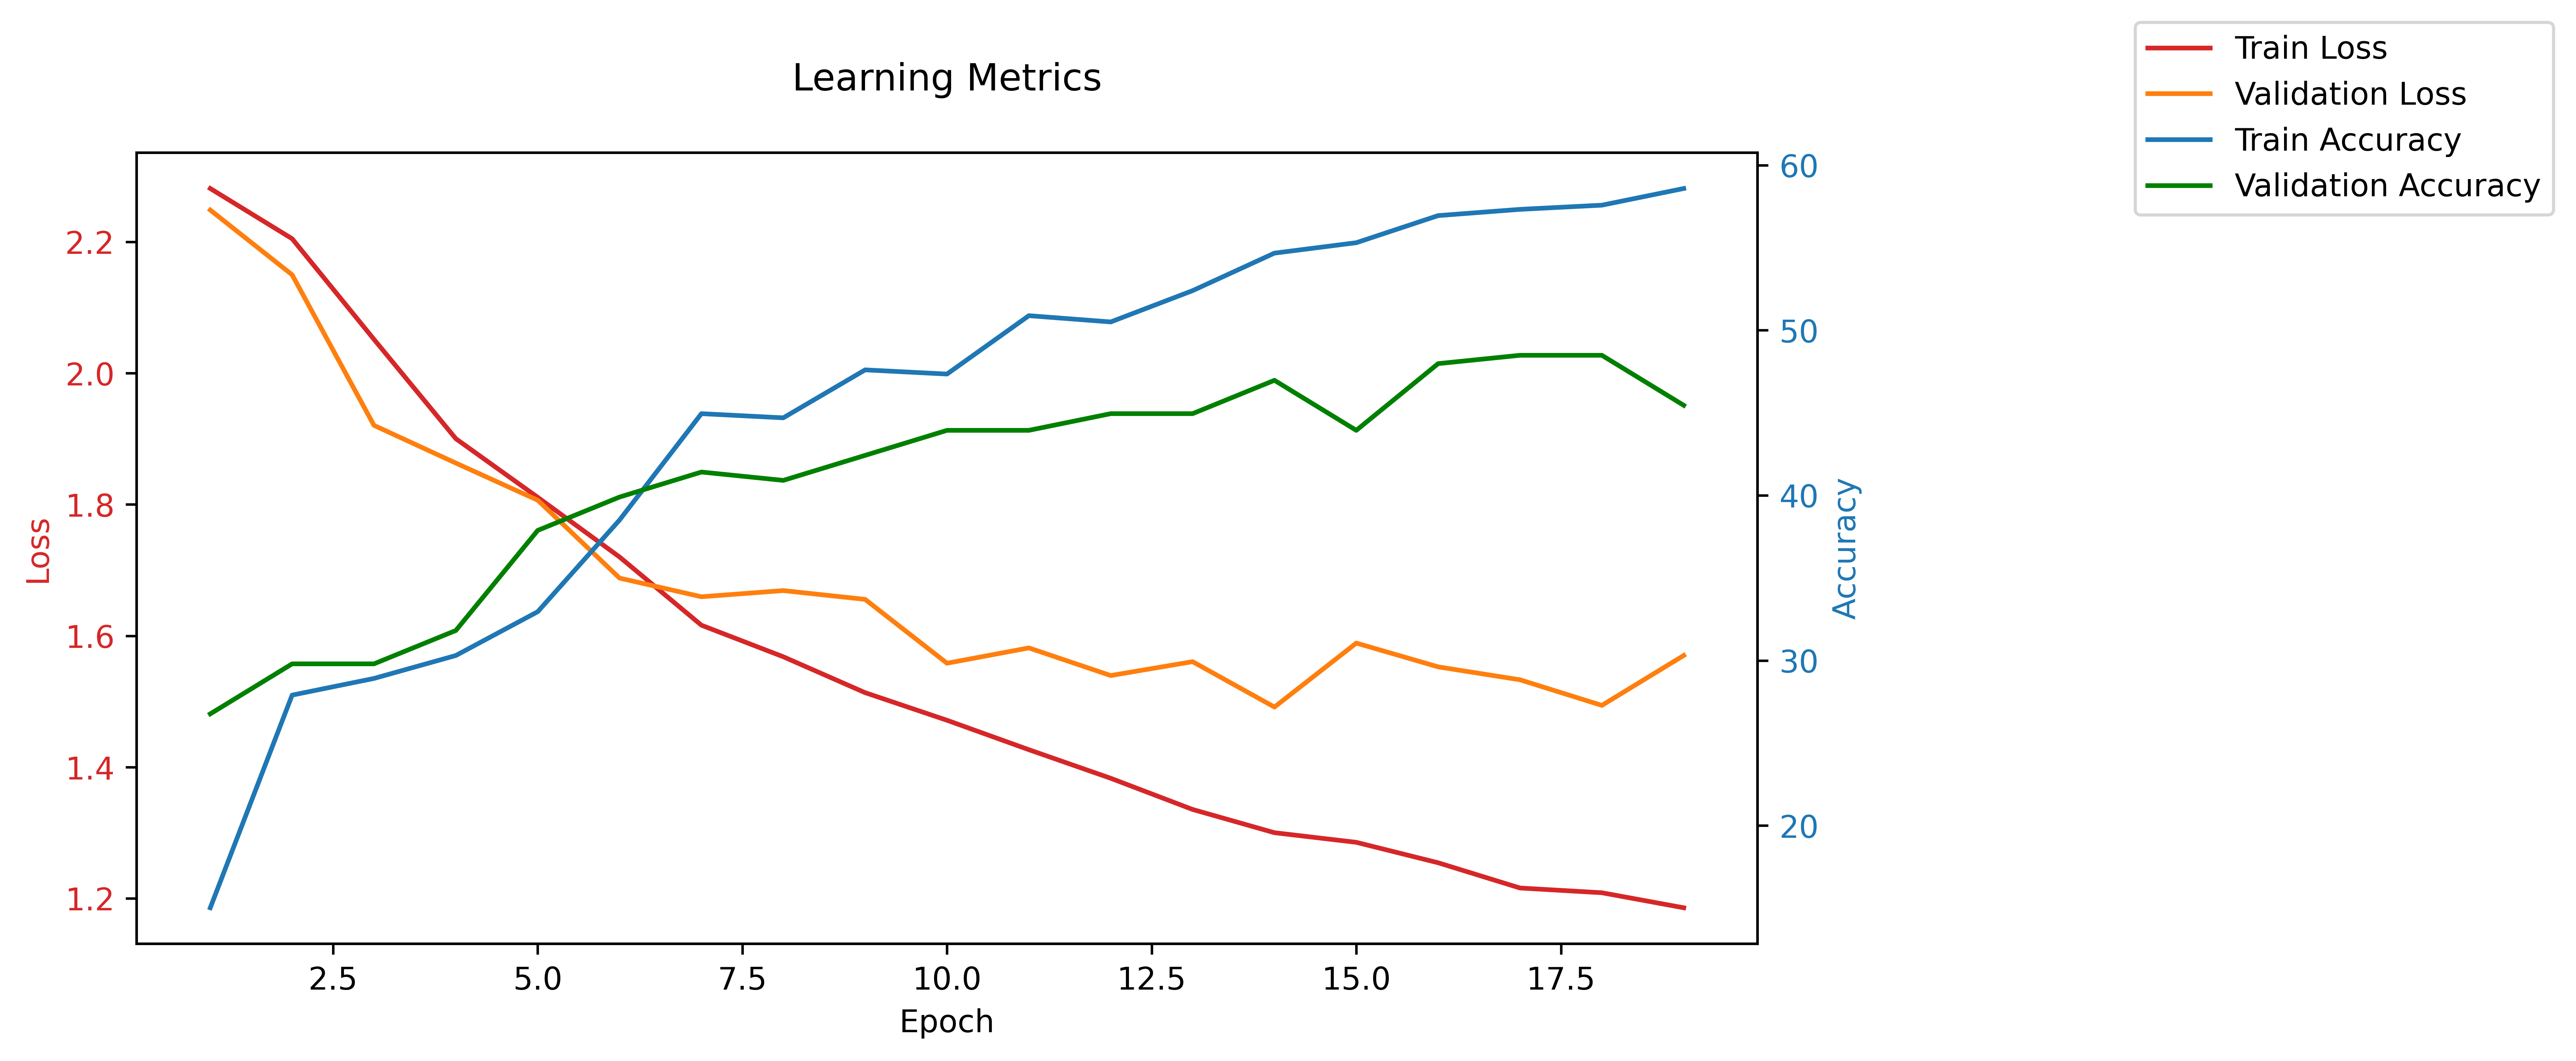 Learning Metrics
Train Loss
Validation Loss
Train Accuracy
Validation Accuracy
Loss
2.2
2.0
1.8
1.6
1.4
1.2
60
50
40
30
20
Accuracy
2.5 5.0 7.5 10.0 12.5 15.0 17.5
Epoch